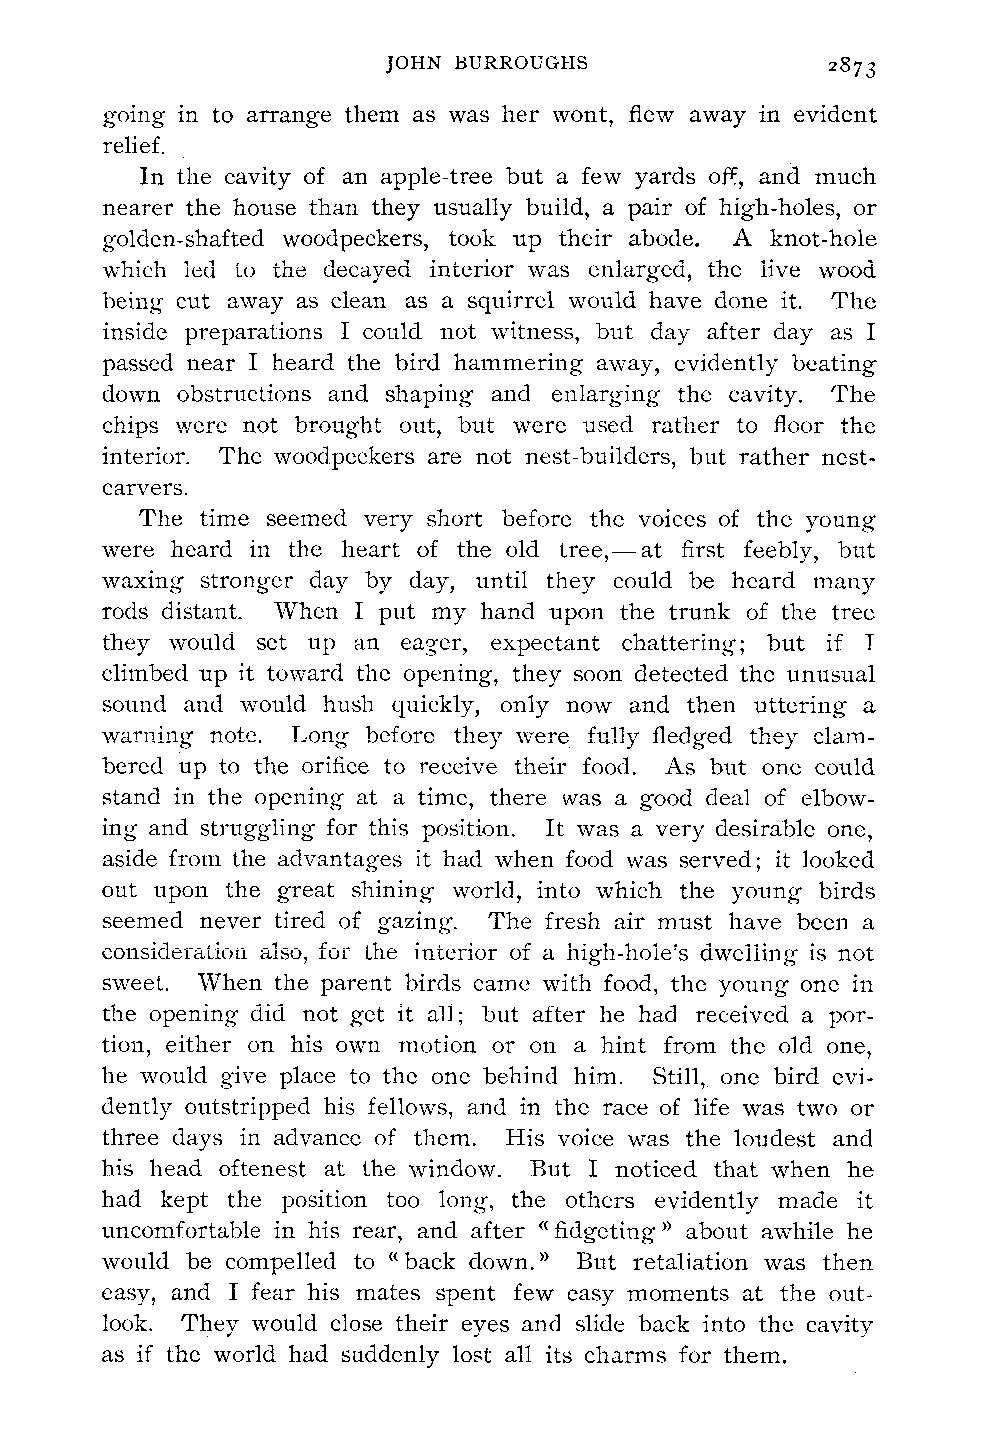 JOHN BURROUGHS 2873
going in to arrange them as was her wont, flew away in evident
relief.
In the cavity of an apple-tree but a few yards off, and much
nearer the house than they usually build, a pair of high-holes, or
golden-shafted woodpeckers, took up their abode. A knot-hole
which led to the decayed interior was enlarged, the live wood
being cut away as clean as a squirrel would have done it. The
inside preparations I could not witness, but day after day as I
passed near I heard the bird hammering away, evidently beating
down obstructions and shaping and enlarging the cavity. The
chips were not brought out, but were used rather to floor the
interior. The woodpeckers are not nest-builders, but rather nest-
carvers.
The time seemed very short before the voices of the young
were heard in the heart of the old tree,—at first feebly, but
waxing stronger day by day, until they could be heard many
rods distant. When I put my hand upon the trunk of the tree
they would set up an eager, expectant chattering; but if I
climbed up it toward the opening, they soon detected the unusual
sound and would hush quickly, only now and then uttering a
warning note. Long before they were fully fledged they clam-
bered up to the orifice to receive their food. As but one could
stand in the opening at a time, there was a good deal of elbow-
ing and struggling for this position. It was a very desirable one,
aside from the advantages it had when food was served; it looked
out upon the great shining world, into which the young birds
seemed never tired of gazing. The fresh air must have been a
consideration also, for the interior of a high-hole's dwelling is not
sweet. When the parent birds came with food, the young one in
the opening did not get it all; but after he had received a por-
tion, either on his own motion or on a hint from the old one,
he would give place to the one behind him. Still, one bird evi-
dently outstripped his fellows, and in the race of life was two or
three days in advance of them. His voice was the loudest and
his head oftenest at the window. But I noticed that when he
had kept the position too long, the others evidently made it
uncomfortable in his rear, and after «fidgeting» about awhile he
would be compelled to «back down.» But retaliation was then
easy, and I fear his mates spent few easy moments at the out-
look. They would close their eyes and slide back into the cavity
as if the world had suddenly lost all its charms for them.